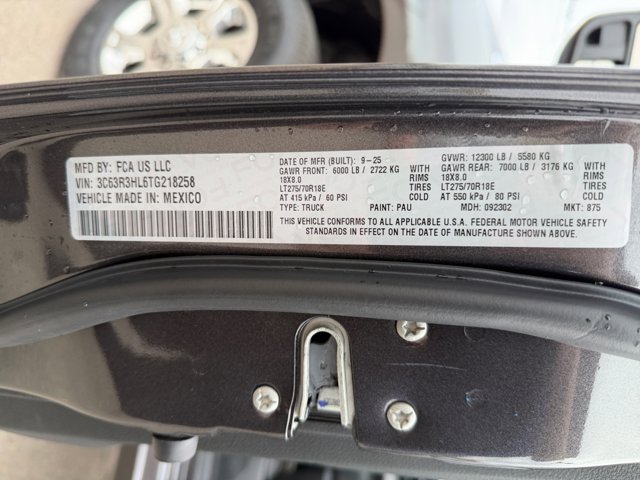 MFD BY: FCA US LLC
VIN: 3C63R3HL6TG218258
VEHICLE MADE IN: MEXICO
DATE OF MFR (BUILT): 9-25 GVWR: 12300 LB / 5580 KG
GAWR FRONT: 6000 LB / 2722 KG WITH GAWR REAR: 7000 LB / 3176 KG WITH
18X8.0 RIMS 18X8.0 RIMS
LT275/70R18E TIRES LT275/70R18E TIRES
AT 415 kPa / 60 PSI COLD AT 550 kPa / 80 PSI COLD
TYPE: TRUCK PAINT: PAU MDH: 092302 MKT: 875
THIS VEHICLE CONFORMS TO ALL APPLICABLE U.S.A. FEDERAL MOTOR VEHICLE SAFETY
STANDARDS IN EFFECT ON THE DATE OF MANUFACTURE SHOWN ABOVE.